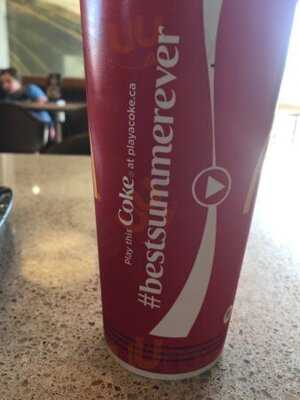 Play this Coke® at playacoke.ca
#bestsummerever